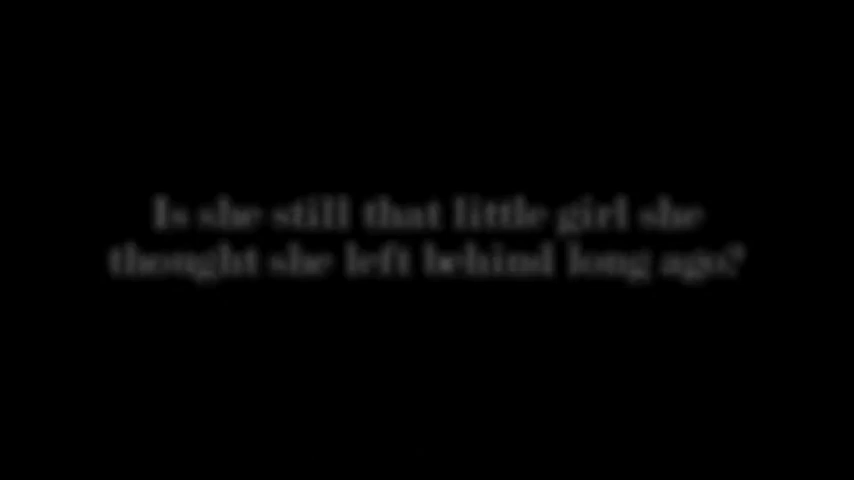 Is she still that little girl she
thought she left behind long ago?